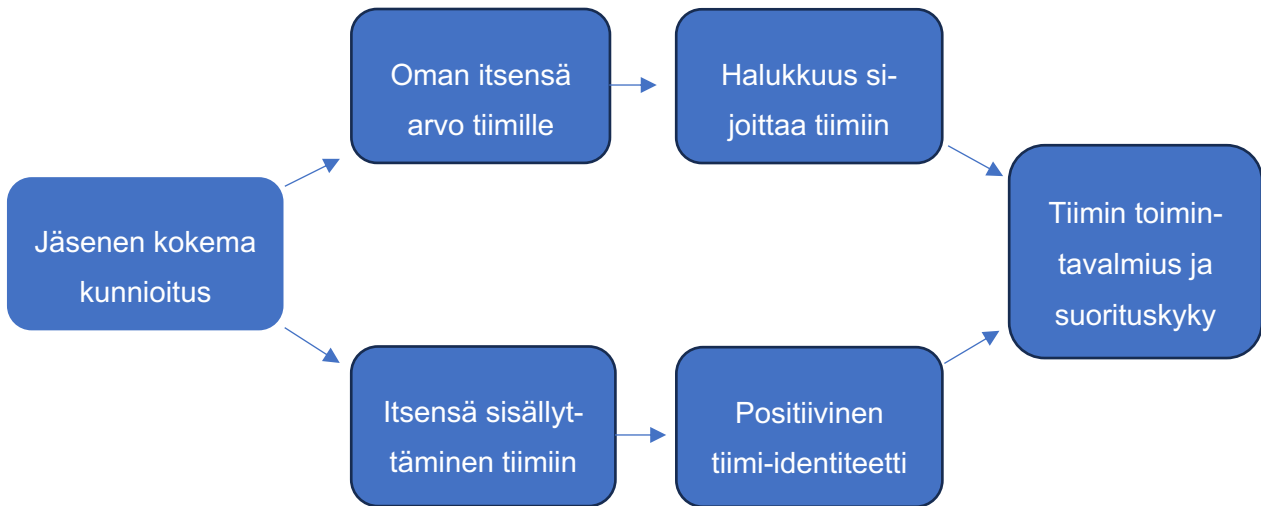 Jäsenen kokema
kunnioitus
Oman itsensä
arvo tiimille
Halukkuus si-
joittaa tiimiin
Itsensä sisällyt-
täminen tiimiin
Positiivinen
tiimi-identiteetti
Tiimin toimin-
tavalmius ja
suorituskyky